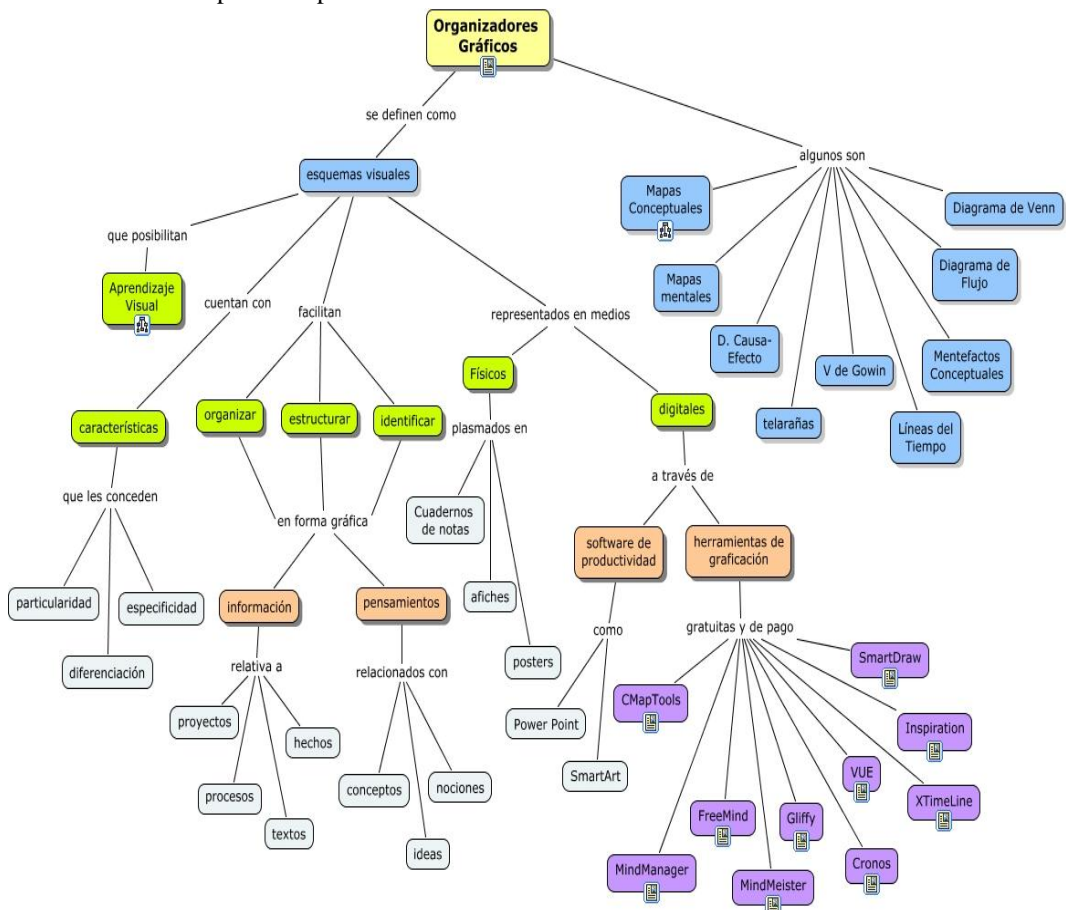 Organizadores
Gráficos
se definen como
algunos son
esquemas visuales
Mapas
Conceptuales
Diagrama de Venn
que posibilitan
Aprendizaje
Visual
cuentan con
facilitan
representados en medios
Mapas
mentales
Diagrama de
Flujo
D. Causa-
Efecto
V de Gowin
Mentefactos
Conceptuales
telarañas
Líneas del
Tiempo
Físicos
digitales
características
organizar
estructurar
identificar
plasmados en
a través de
que les conceden
en forma gráfica
Cuadernos
de notas
software de
productividad
herramientas de
graficación
particularidad
especificidad
diferenciación
información
pensamientos
afiches
posters
como
gratuitas y de pago
relativa a
relacionados con
proyectos
hechos
procesos
textos
conceptos
nociones
ideas
Power Point
SmartArt
CMapTools
SmartDraw
Inspiration
VUE
XTimeLine
FreeMind
Gliffy
Cronos
MindManager
MindMeister